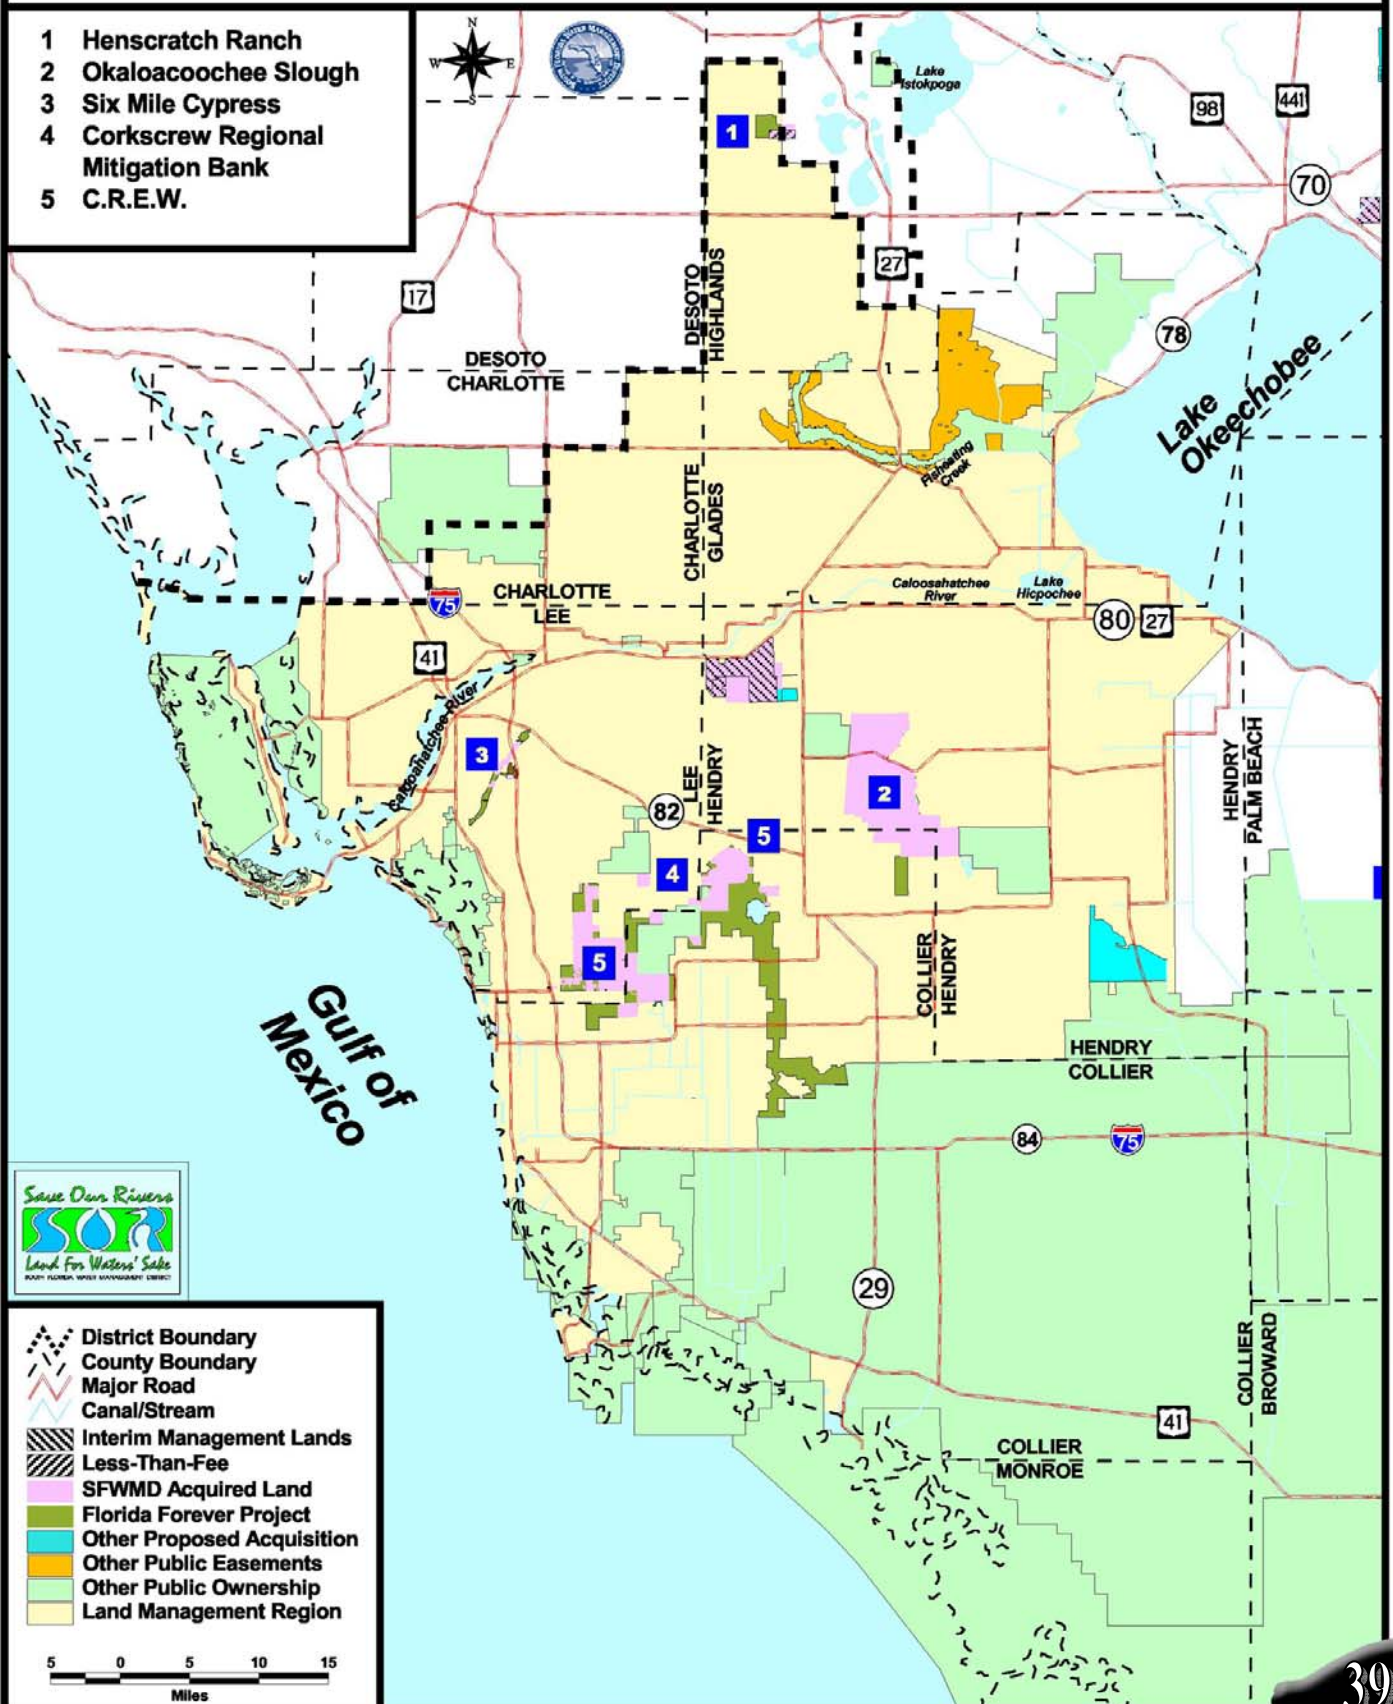 1 Henscratch Ranch
2 Okaloacoochee Slough
3 Six Mile Cypress
4 Corkscrew Regional
Mitigation Bank
5 C.R.E.W.
N
W E
S
Lake
Istokpoga
98
441
1
70
27
17
DESOTO
HIGHLANDS
78
DESOTO
CHARLOTTE
Lake
Okeechobee
Fisheating
Creek
CHARLOTTE
GLADES
CHARLOTTE
LEE
75
Caloosahatchee
River
Lake
Hicpochee
80
27
41
Caloosahatchee River
3
LEE
HENDRY
2
HENDRY
PALM BEACH
82
5
4
5
COLLIER
HENDRY
Gulf of
Mexico
HENDRY
COLLIER
84
75
Save Our Rivers
SOR
Land For Waters' Sake
SOUTH FLORIDA WATER MANAGEMENT DISTRICT
29
COLLIER
BROWARD
41
COLLIER
MONROE
District Boundary
County Boundary
Major Road
Canal/Stream
Interim Management Lands
Less-Than-Fee
SFWMD Acquired Land
Florida Forever Project
Other Proposed Acquisition
Other Public Easements
Other Public Ownership
Land Management Region
5 0 5 10 15
Miles
39